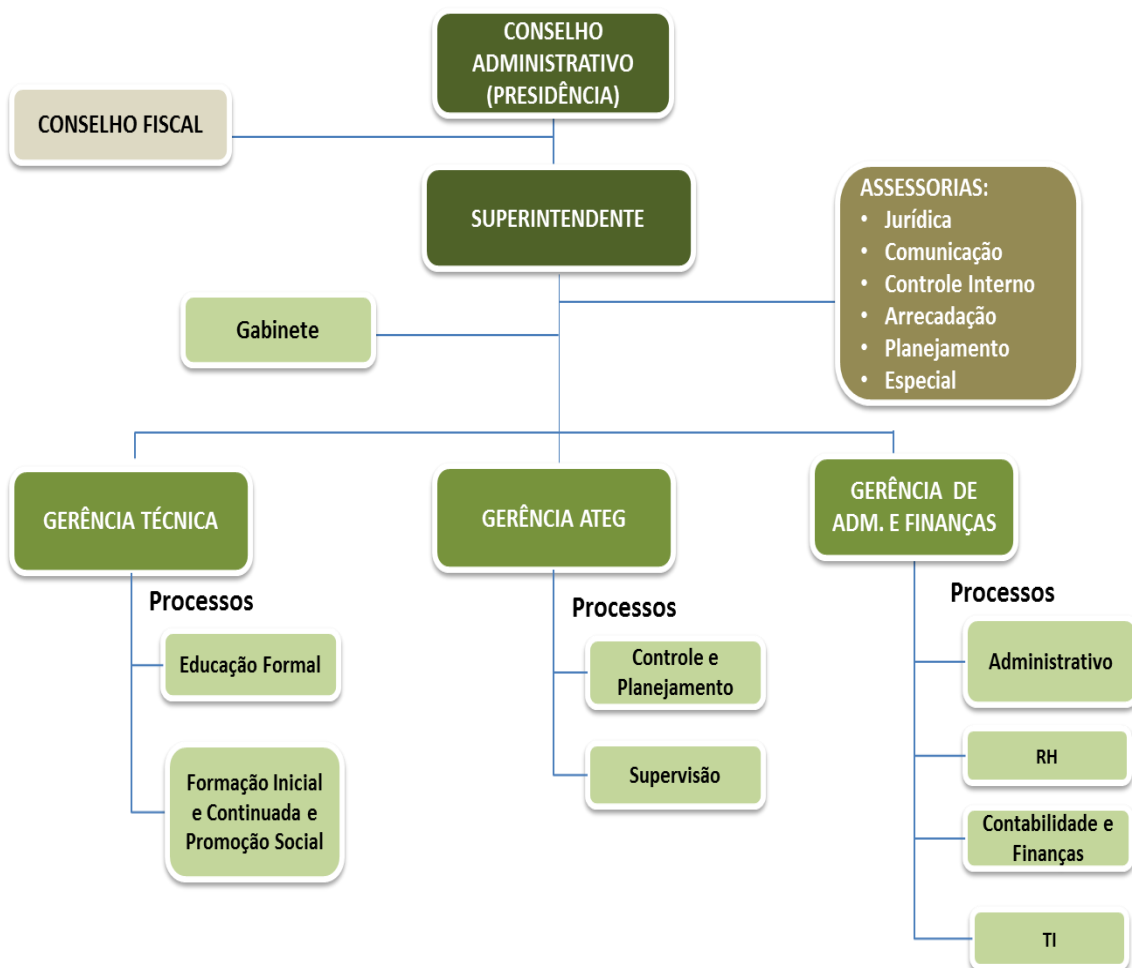 CONSELHO
ADMINISTRATIVO
(PRESIDÊNCIA)
CONSELHO FISCAL
SUPERINTENDENTE
ASSESSORIAS:
• Jurídica
• Comunicação
• Controle Interno
• Arrecadação
• Planejamento
• Especial
Gabinete
GERÊNCIA TÉCNICA
GERÊNCIA ATEG
GERÊNCIA DE
ADM. E FINANÇAS
Processos
Educação Formal
Formação Inicial
e Continuada e
Promoção Social
Processos
Controle e
Planejamento
Supervisão
Processos
Administrativo
RH
Contabilidade e
Finanças
TI